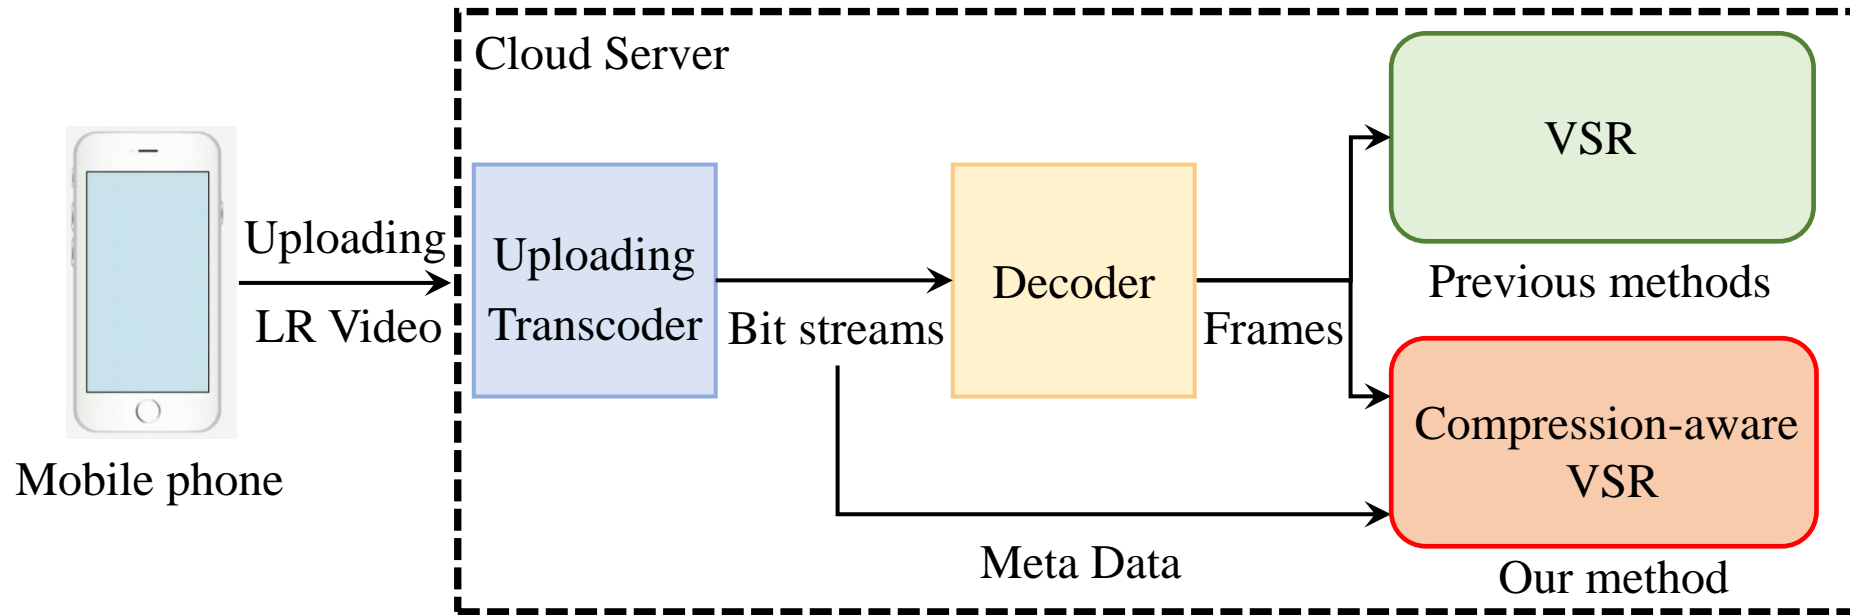 Cloud Server
Mobile phone
Uploading
LR Video
Uploading
Transcoder
Bit streams
Decoder
Frames
VSR
Previous methods
Compression-aware
VSR
Our method
Meta Data